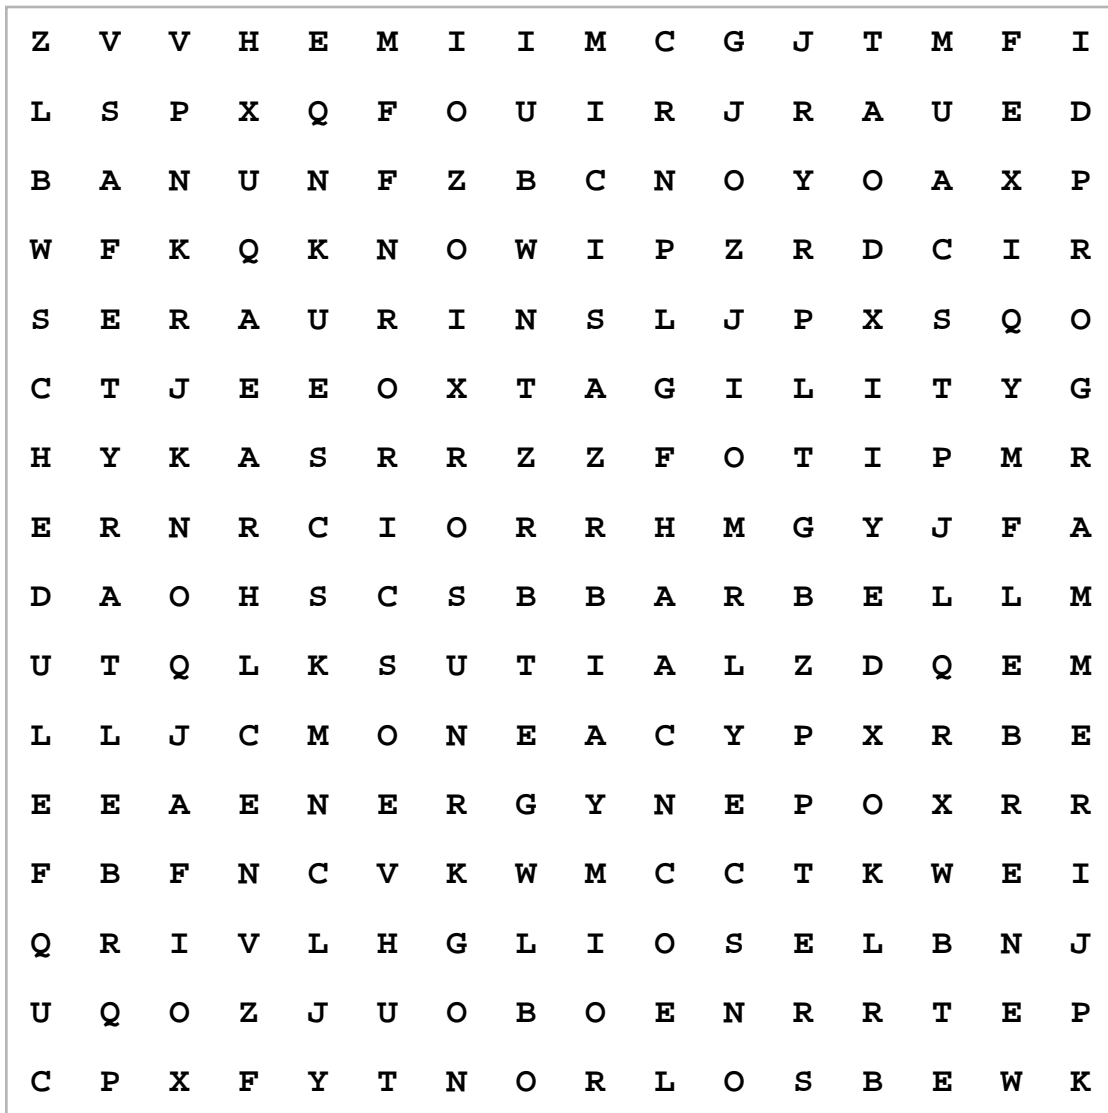 Z V V H E M I I M C G J T M F I
L S P X Q F O U I R J R A U E D
B A N U N F Z B C N O Y O A X P
W F K Q K N O W I P Z R D C I R
S E R A U R I N S L J P X S Q O
C T J E E O X T A G I L I T Y G
H Y K A S R R Z Z F O T I P M R
E R N R C I O R R H M G Y J F A
D A O H S C S B B A R B E L L M
U T Q L K S U T I A L Z D Q E M
L L J C M O N E A C Y P X R B E
E E A E N E R G Y N E P O X R R
F B F N C V K W M C C T K W E I
Q R I V L H G L I O S E L B N J
U Q O Z J U O B O E N R R T E P
C P X F Y T N O R L O S B E W K